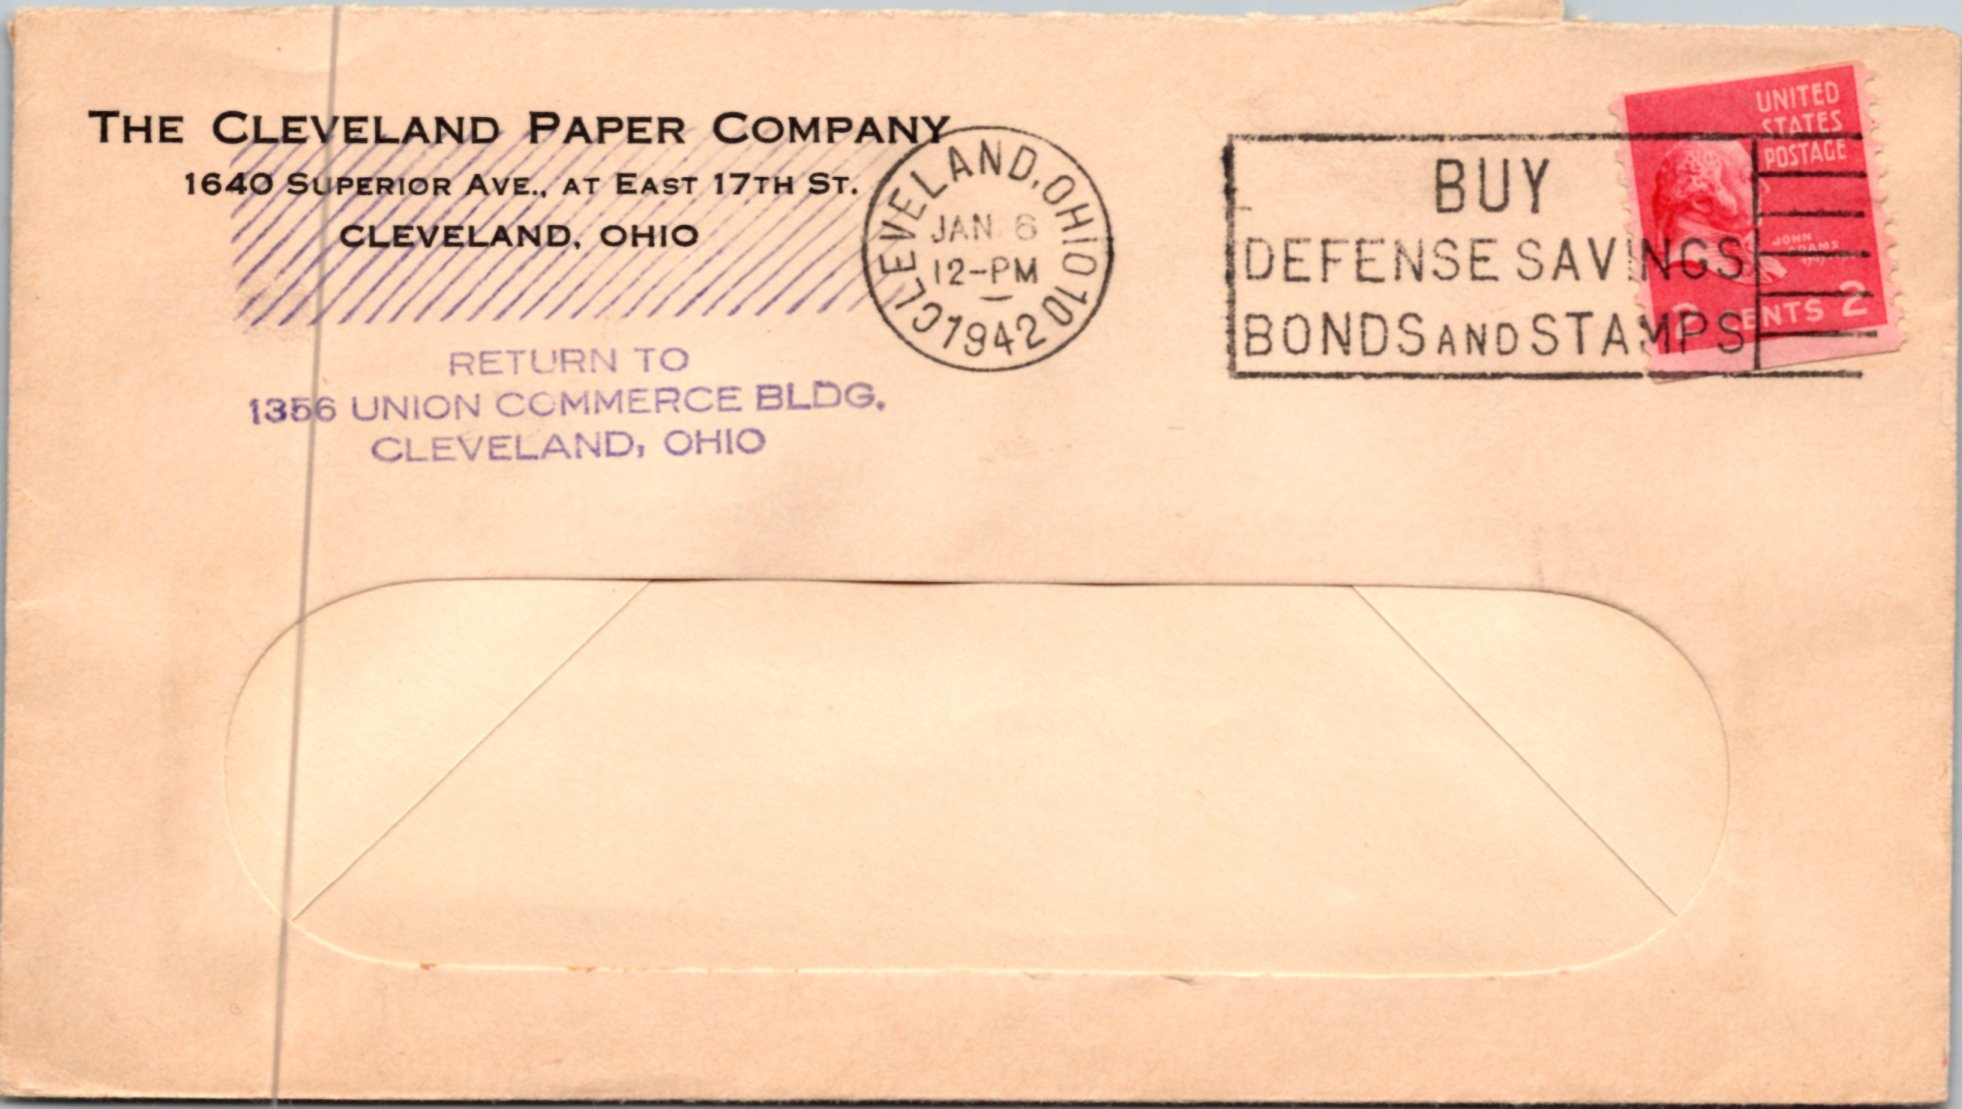 THE CLEVELAND PAPER COMPANY
1640 SUPERIOR AVE., AT EAST 17TH ST.
CLEVELAND, OHIO
RETURN TO
1356 UNION COMMERCE BLDG.
CLEVELAND, OHIO
CLEVELAND, OHIO 10
JAN 6
12-PM
1942
BUY
DEFENSE SAVINGS
BONDS AND STAMPS
UNITED
STATES
POSTAGE
JOHN
ADAMS
2 CENTS 2